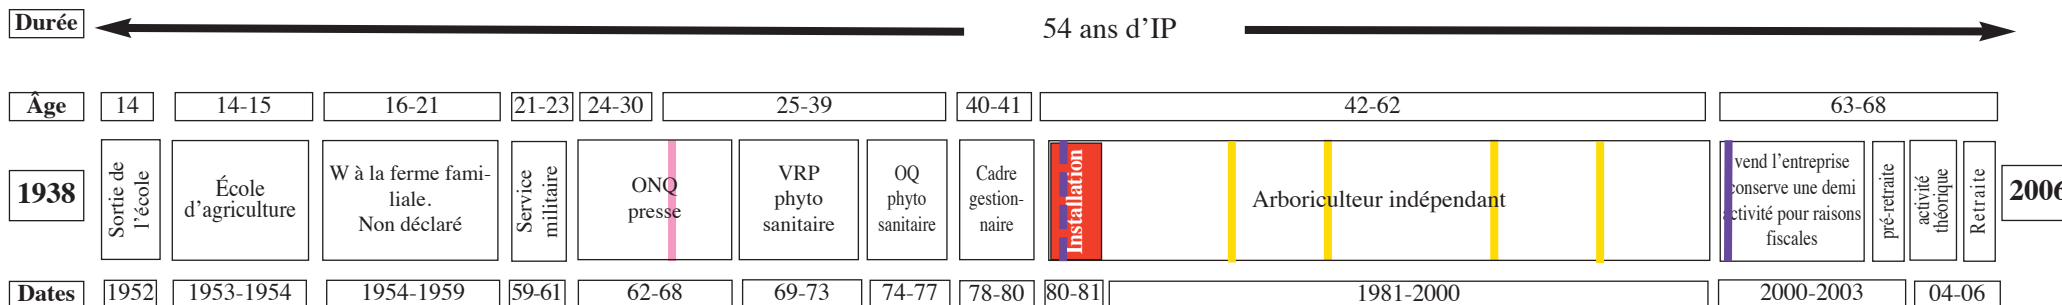 Durée
54 ans d’IP
Âge
14
14-15
16-21
21-23
24-30
25-39
40-41
42-62
63-68
1938
Sortie de
l’école
École
d’agriculture
W à la ferme fami-
liale.
Non déclaré
Service
militaire
ONQ
presse
VRP
phyto
sanitaire
OQ
phyto
sanitaire
Cadre
gestion-
naire
Installation
Arboriculteur indépendant
vend l’entreprise
conserve une demi
activité pour raisons
fiscales
pré-retraite
activité
théorique
Retraite
2006
Dates
1952
1953-1954
1954-1959
59-61
62-68
69-73
74-77
78-80
80-81
1981-2000
2000-2003
04-06